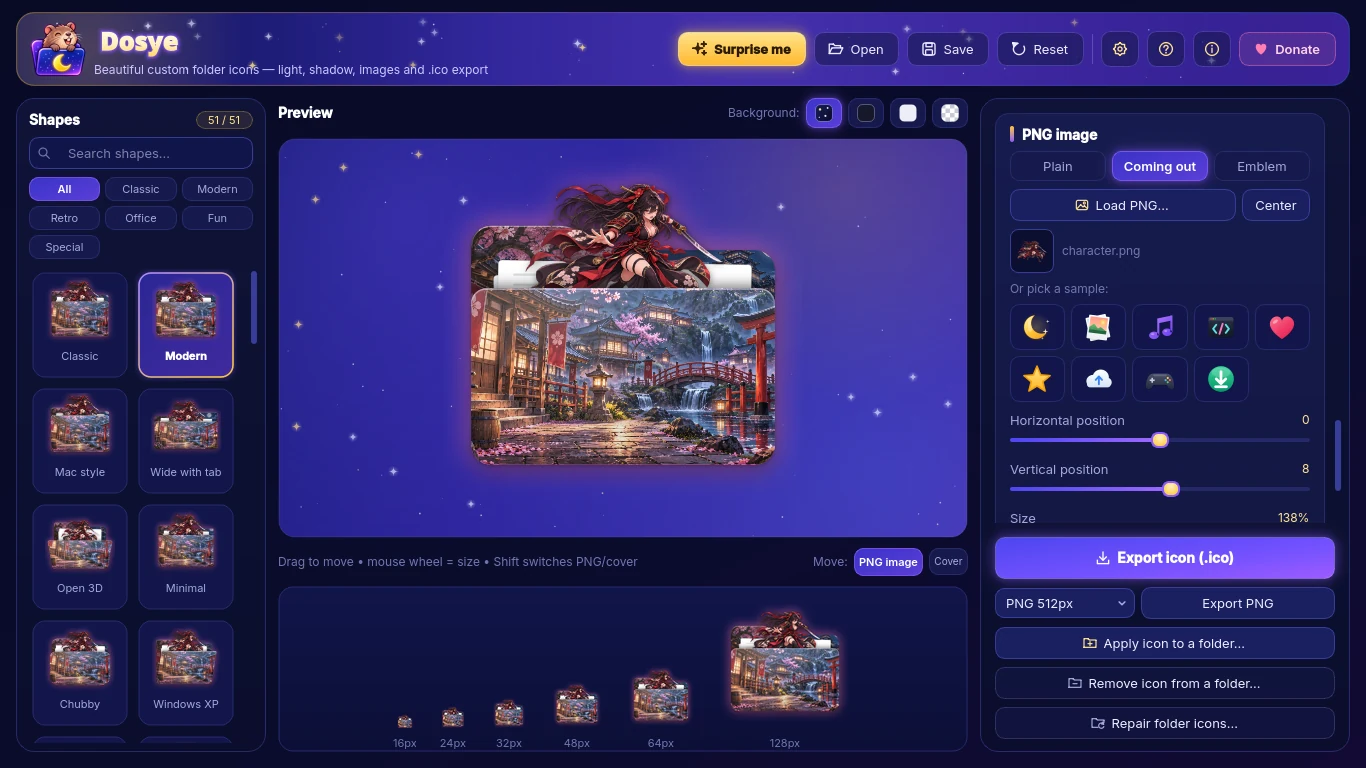 Dosye
Beautiful custom folder icons — light, shadow, images and .ico export
Surprise me
Open
Save
Reset
Donate
Shapes
51 / 51
Search shapes...
All
Classic
Modern
Retro
Office
Fun
Special
Classic
Modern
Mac style
Wide with tab
Open 3D
Minimal
Chubby
Windows XP
Preview
Background:
Drag to move • mouse wheel = size • Shift switches PNG/cover
Move:
PNG image
Cover
16px
24px
32px
48px
64px
128px
PNG image
Plain
Coming out
Emblem
Load PNG...
Center
character.png
Or pick a sample:
Horizontal position
0
Vertical position
8
Size
138%
Export icon (.ico)
PNG 512px
Export PNG
Apply icon to a folder...
Remove icon from a folder...
Repair folder icons...